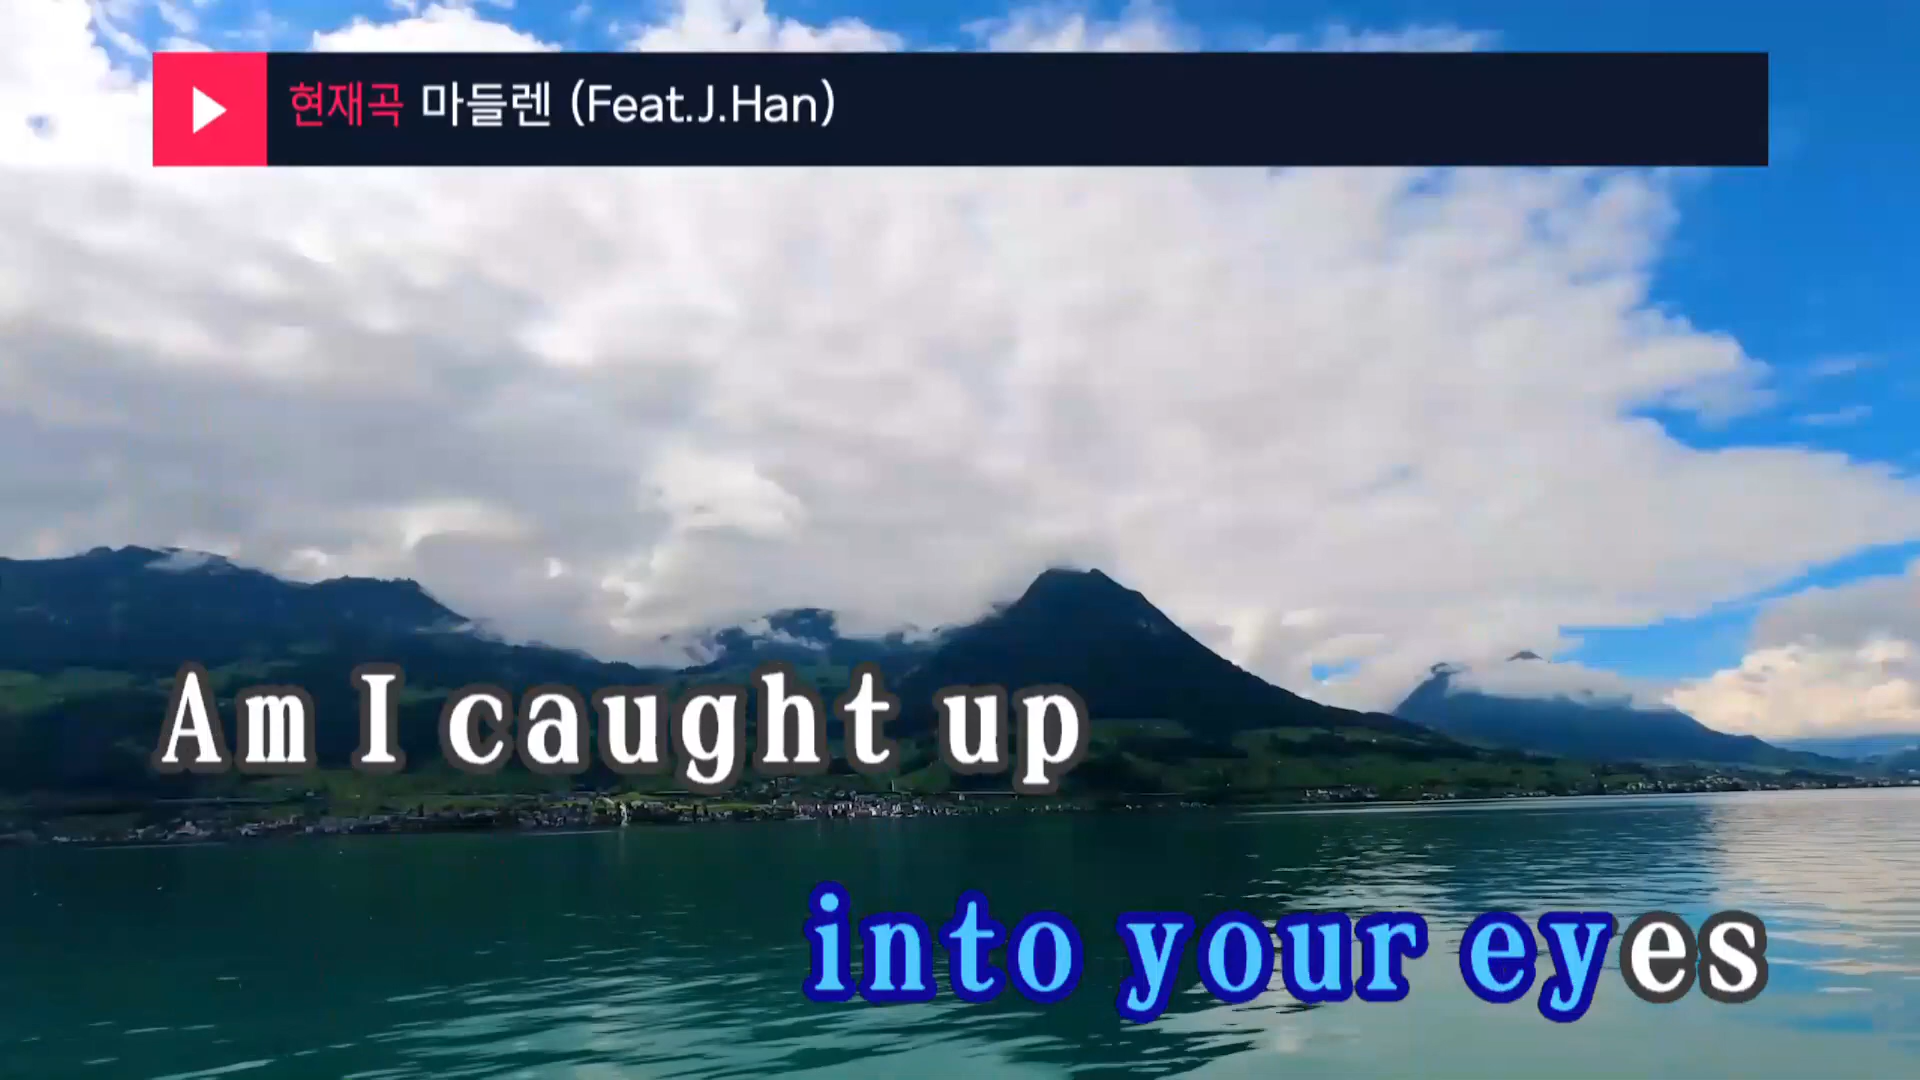 현재곡 마들렌 (Feat.J.Han)
Am I caught up
into your eyes